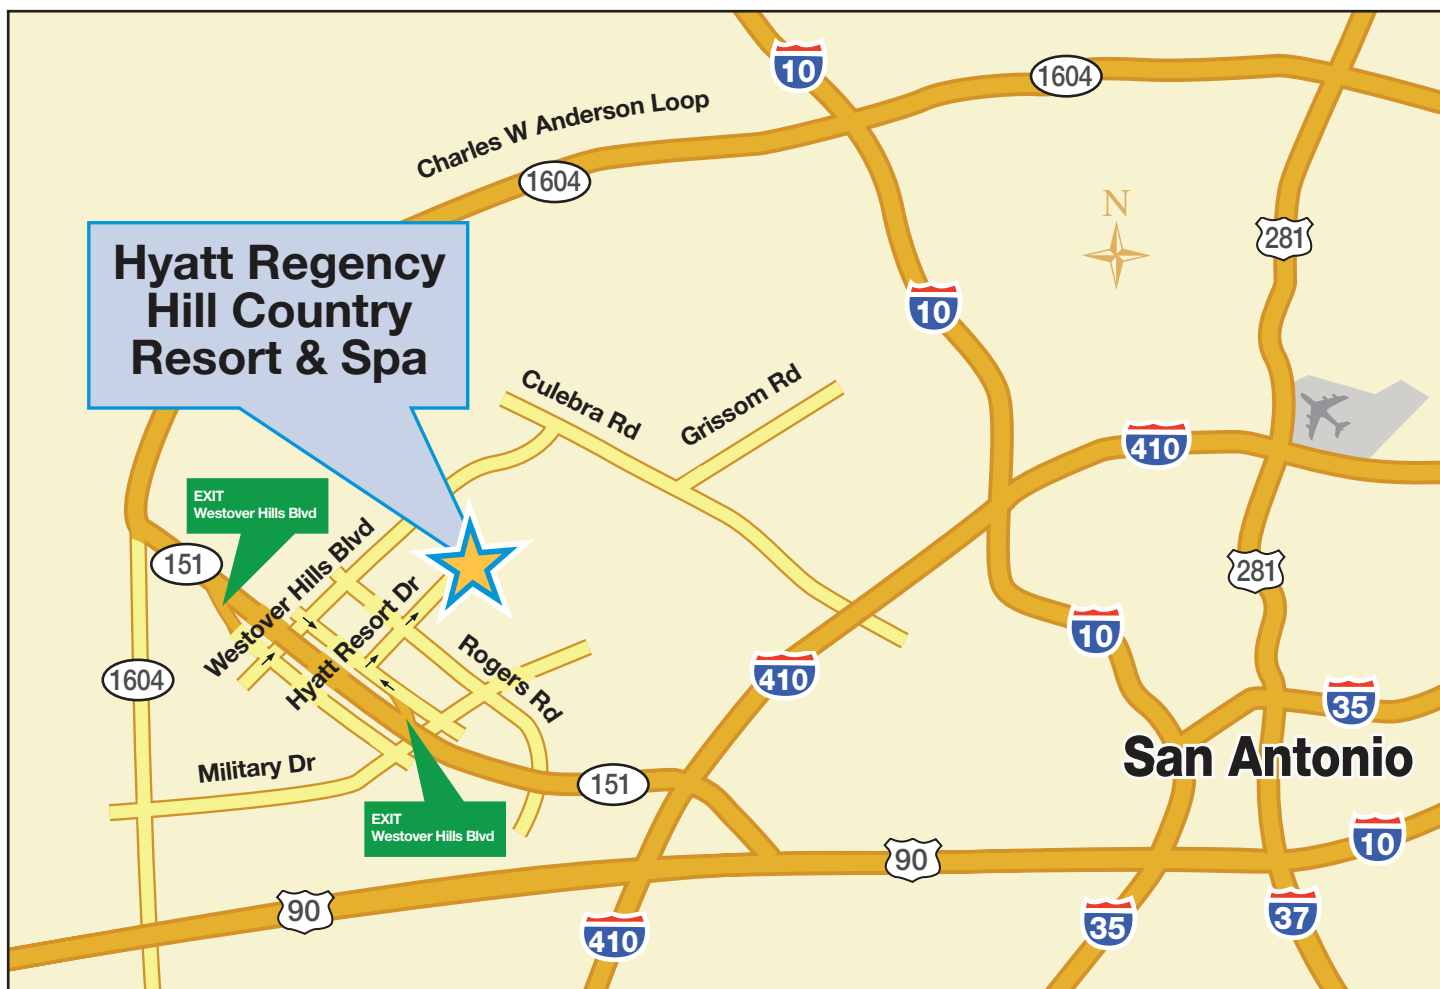 10
1604
Charles W Anderson Loop
1604
N
281
Hyatt Regency
Hill Country
Resort & Spa
10
Culebra Rd
Grissom Rd
410
EXIT
Westover Hills Blvd
151
Westover Hills Blvd
Hyatt Resort Dr
281
10
Rogers Rd
1604
410
35
San Antonio
Military Dr
151
EXIT
Westover Hills Blvd
10
90
90
35
37
410